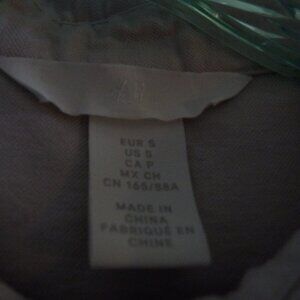 EUR S
US S
CA P
MX CH
CN 165/88A
MADE IN
CHINA
FABRIQUÉ EN
CHINE